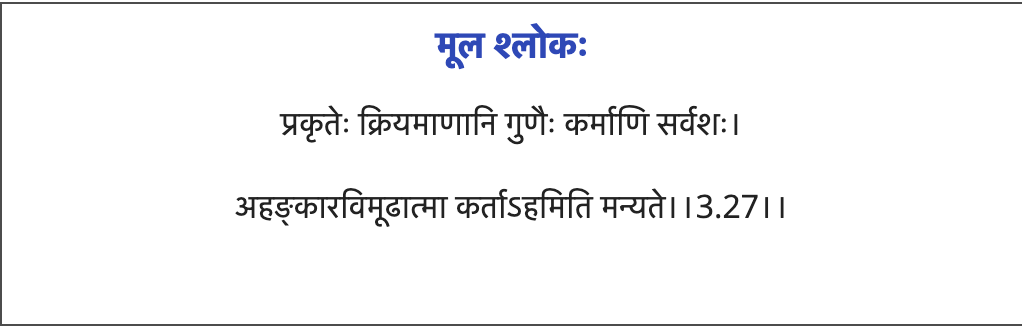 मूल श्लोकः
प्रकृतेः क्रियमाणानि गुणैः कर्माणि सर्वशः।
अहङ्कारविमूढात्मा कर्ताऽहमिति मन्यते।।3.27।।